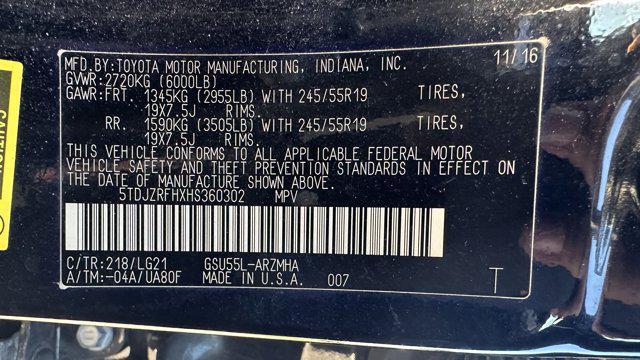 MFD.BY:TOYOTA MOTOR MANUFACTURING, INDIANA, INC. 11/16
GVWR:2720KG (6000LB)
GAWR:FRT. 1345KG (2955LB) WITH 245/55R19 TIRES,
19X7.5J RIMS.
RR. 1590KG (3505LB) WITH 245/55R19 TIRES,
19X7.5J RIMS.
THIS VEHICLE CONFORMS TO ALL APPLICABLE FEDERAL MOTOR
VEHICLE SAFETY AND THEFT PREVENTION STANDARDS IN EFFECT ON
THE DATE OF MANUFACTURE SHOWN ABOVE.
5TDJZRFHXHS360302 MPV
C/TR:218/LG21 GSU55L-ARZMHA
A/TM:-04A/UA80F MADE IN U.S.A. 007 T
CAUTION